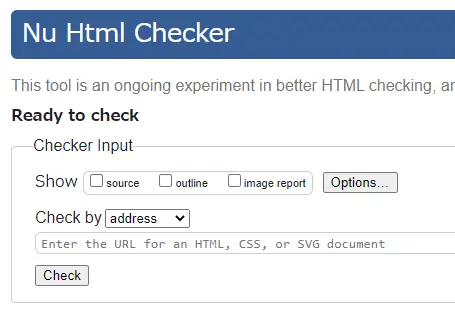 Nu Html Checker
This tool is an ongoing experiment in better HTML checking, an
Ready to check
Checker Input
Show source outline image report Options...
Check by address
Enter the URL for an HTML, CSS, or SVG document
Check